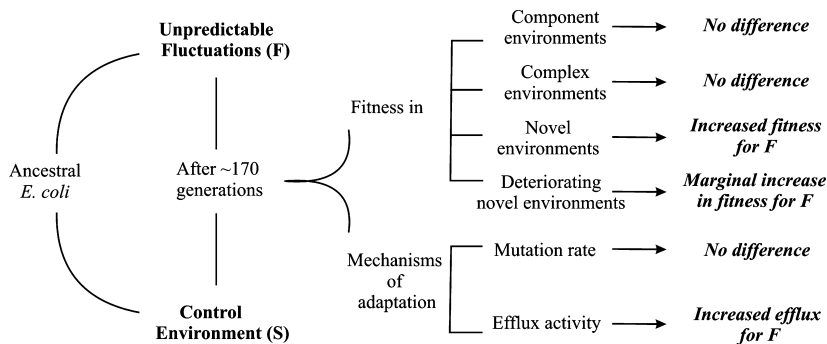 Unpredictable
Fluctuations (F)
Ancestral
E. coli
After ~170
generations
Control
Environment (S)
Fitness in
Component
environments
No difference
Complex
environments
No difference
Novel
environments
Increased fitness
for F
Deteriorating
novel environments
Marginal increase
in fitness for F
Mechanisms
of
adaptation
Mutation rate
No difference
Efflux activity
Increased efflux
for F